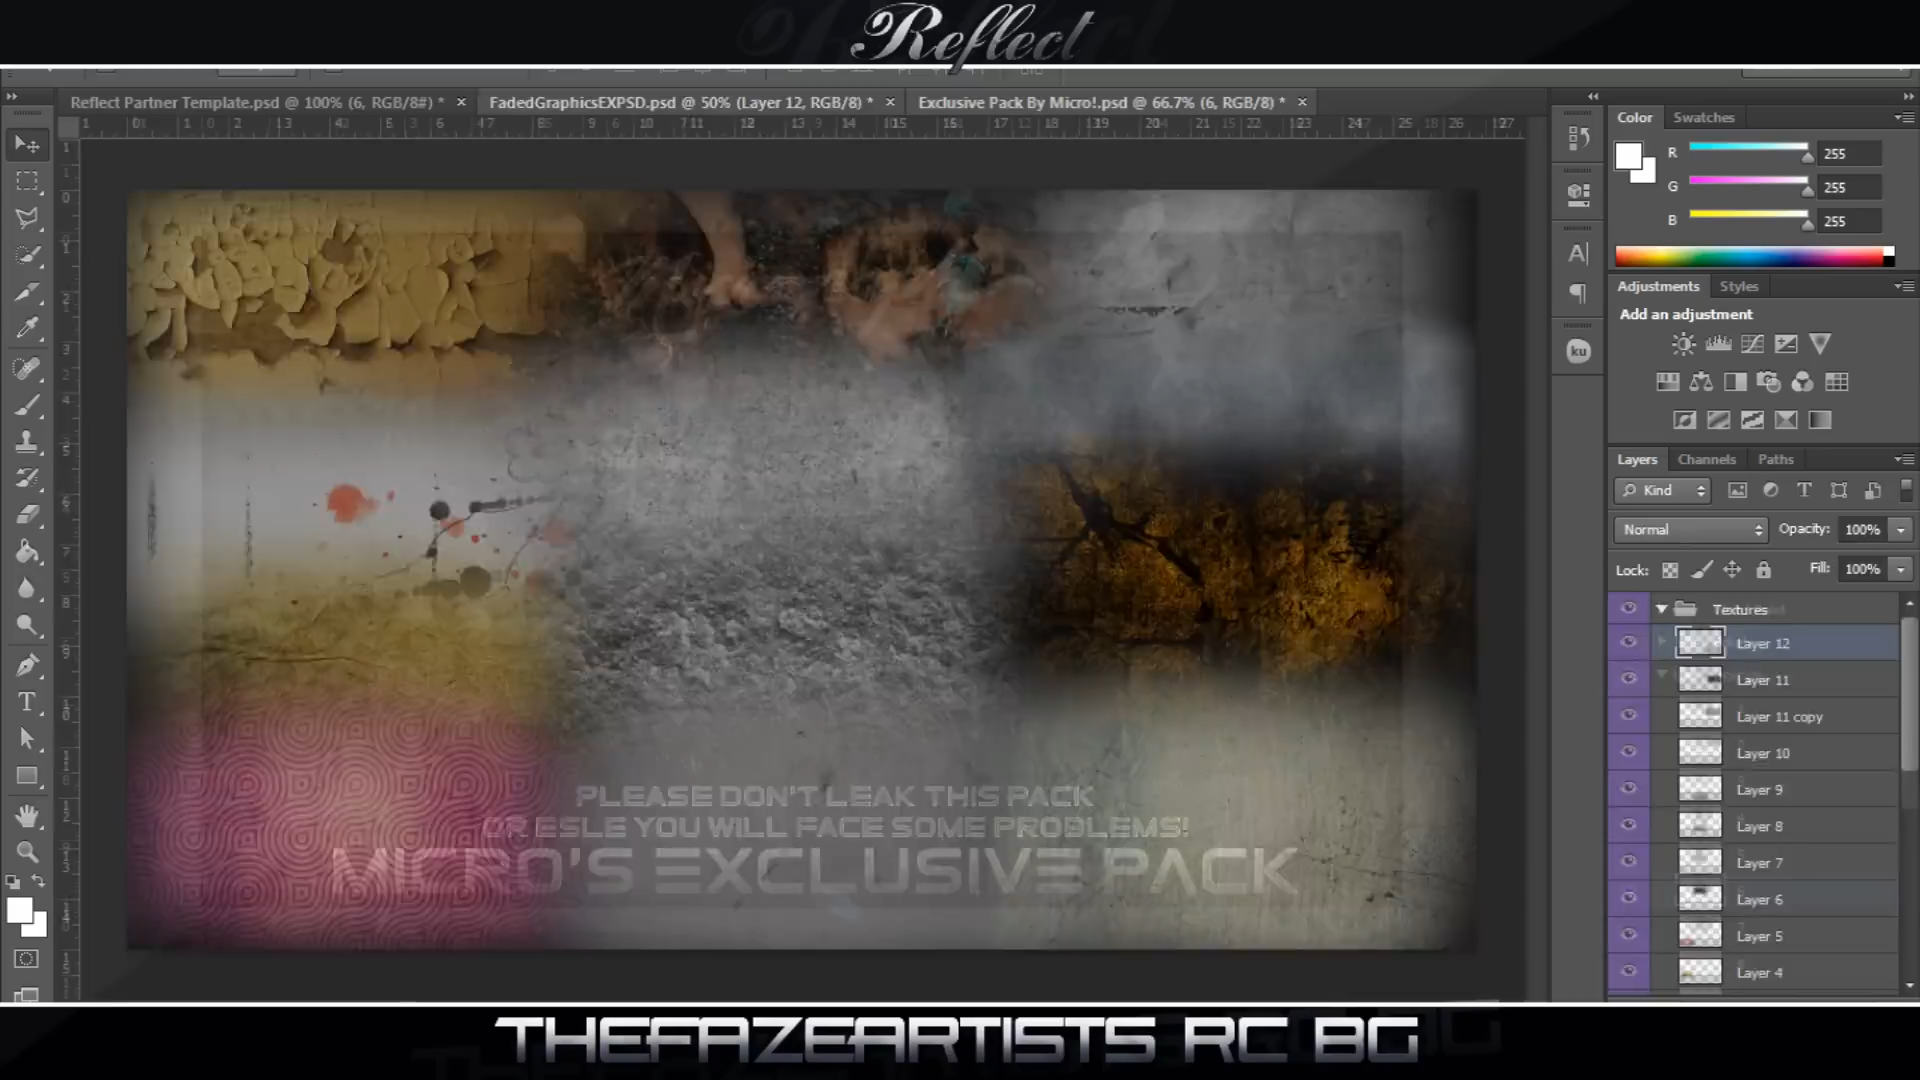 Reflect
Reflect Partner Template.psd @ 100% (6, RGB/8#) * ×
FadedGraphicsEXPSD.psd @ 50% (Layer 12, RGB/8) * ×
Exclusive Pack By Micro!.psd @ 66.7% (6, RGB/8) * ×
Color Swatches
R 255
G 255
B 255
Adjustments Styles
Add an adjustment
Layers Channels Paths
Kind
Normal Opacity: 100%
Lock: Fill: 100%
Textures
Layer 12
Layer 11
Layer 11 copy
Layer 10
Layer 9
Layer 8
Layer 7
Layer 6
Layer 5
Layer 4
PLEASE DON'T LEAK THIS PACK
OR ESLE YOU WILL FACE SOME PROBLEMS!
MICRO'S EXCLUSIVE PACK
THEFAZEARTISTS RC BG